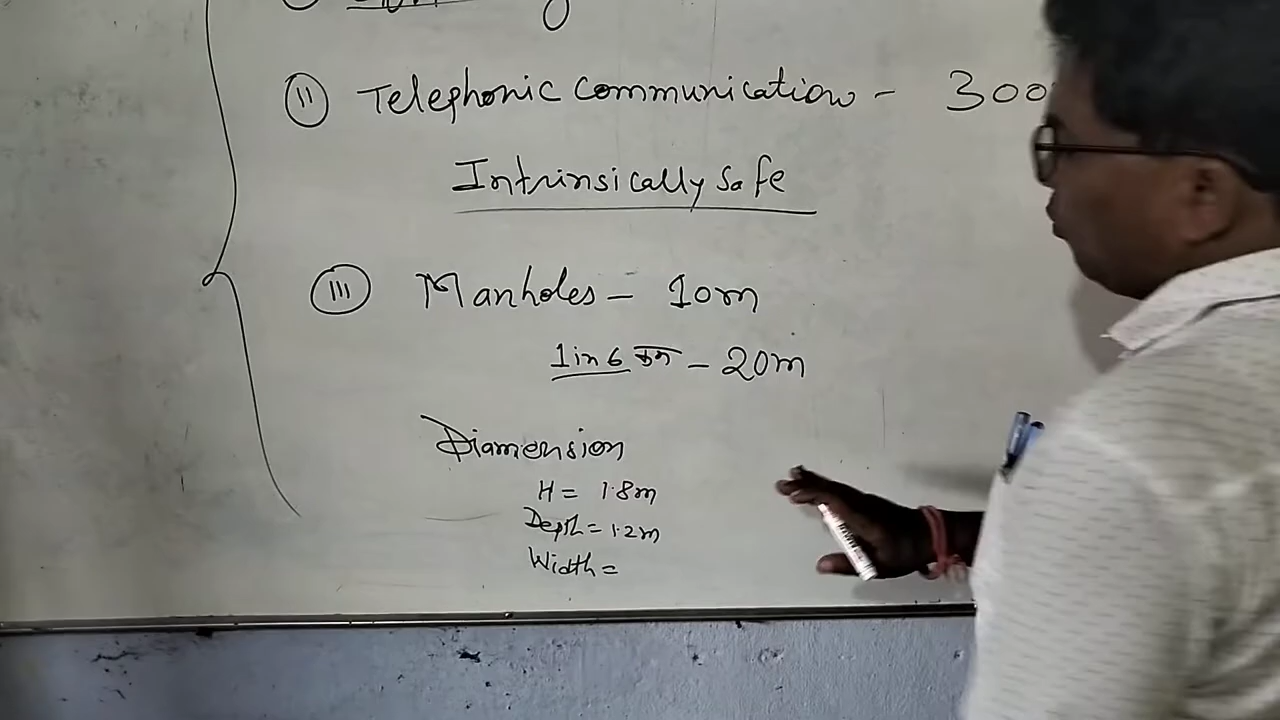 II Telephonic Communication - 300
Intrinsically Safe
III Manholes - 10m
1 in 6 कम - 20m
Diamension
H = 1.8m
Depth = 1.2m
Width =